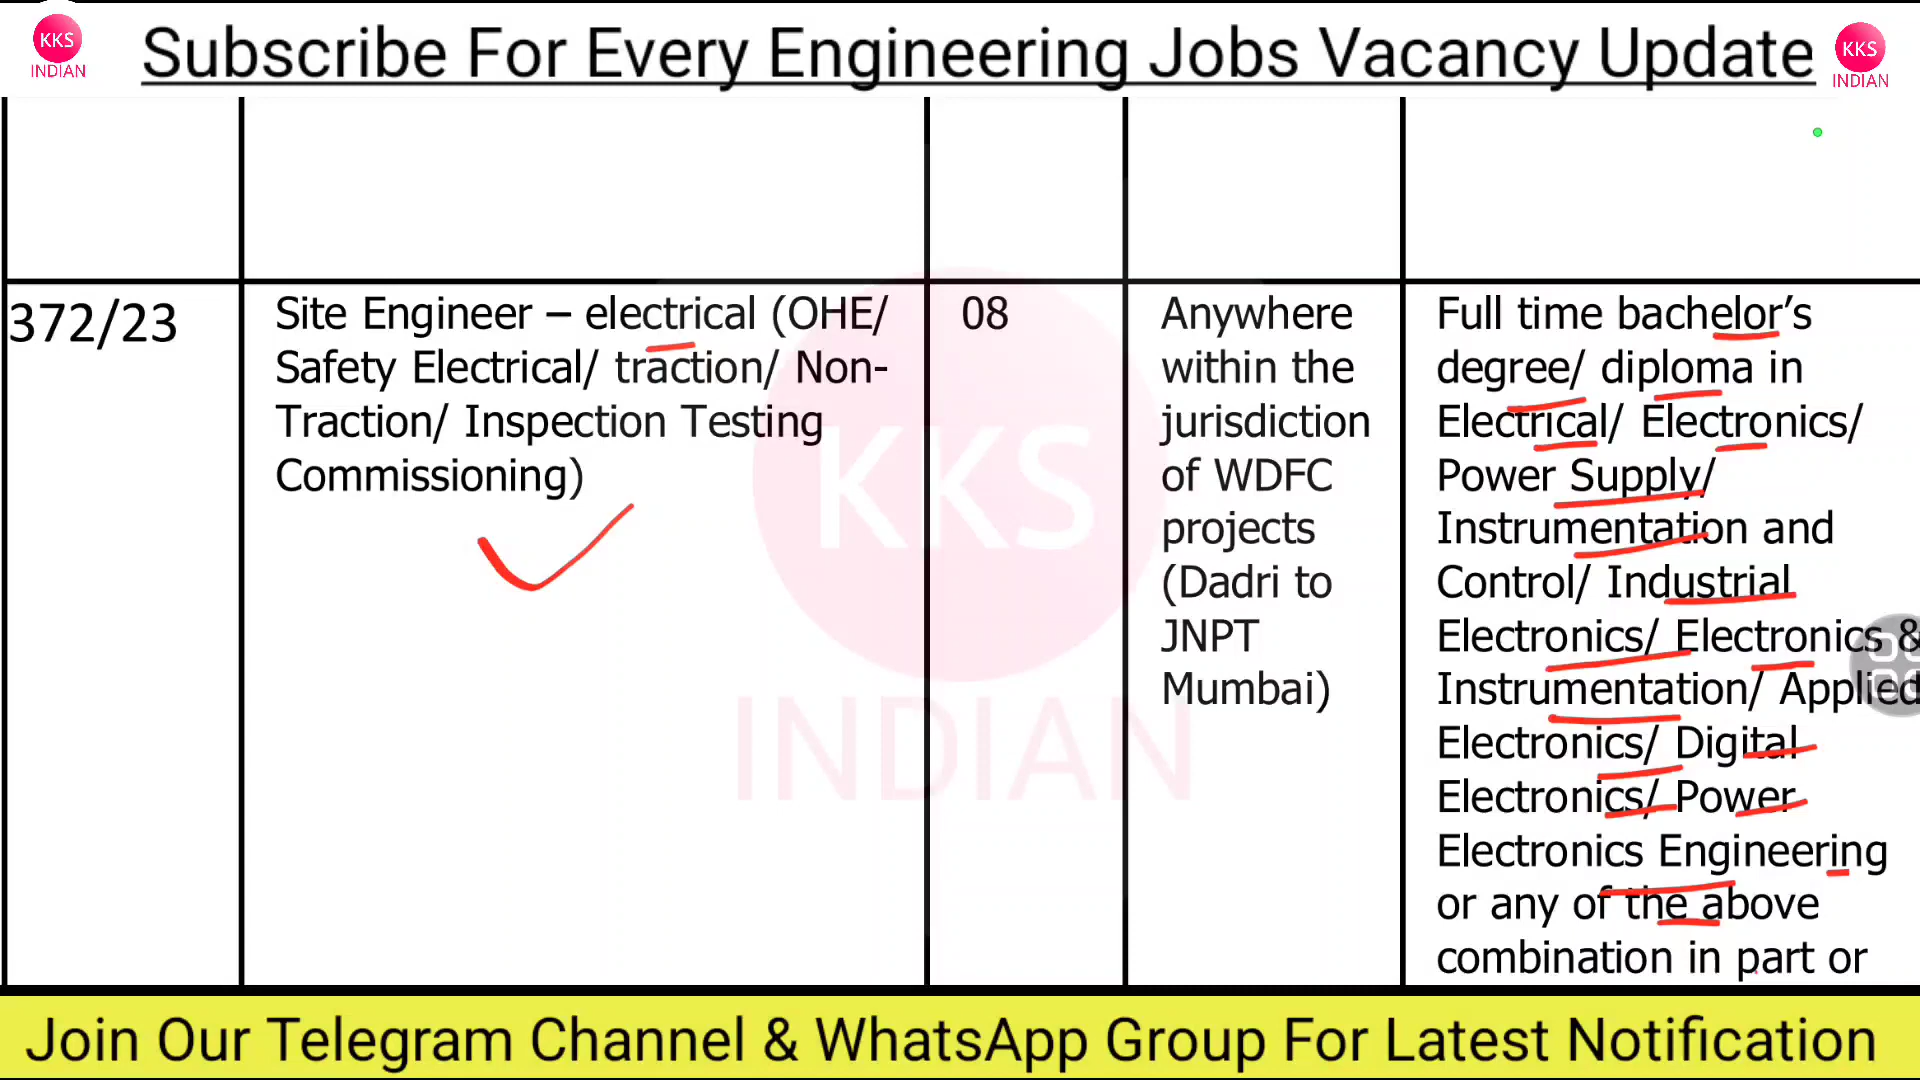 KKS
INDIAN
Subscribe For Every Engineering Jobs Vacancy Update
KKS
INDIAN
372/23
Site Engineer – electrical (OHE/
Safety Electrical/ traction/ Non-
Traction/ Inspection Testing
Commissioning)
08
Anywhere
within the
jurisdiction
of WDFC
projects
(Dadri to
JNPT
Mumbai)
Full time bachelor’s
degree/ diploma in
Electrical/ Electronics/
Power Supply/
Instrumentation and
Control/ Industrial
Electronics/ Electronics &
Instrumentation/ Applied
Electronics/ Digital
Electronics/ Power
Electronics Engineering
or any of the above
combination in part or
KKS
INDIAN
Join Our Telegram Channel & WhatsApp Group For Latest Notification